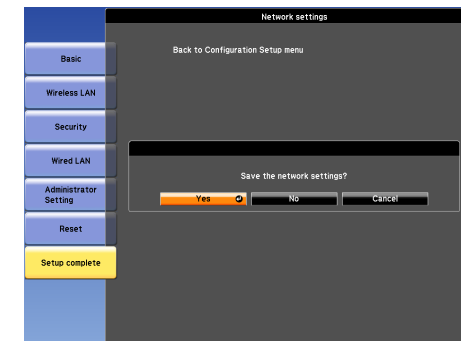 Network settings
Back to Configuration Setup menu
Basic
Wireless LAN
Security
Wired LAN
Administrator
Setting
Reset
Setup complete
Save the network settings?
Yes
No
Cancel